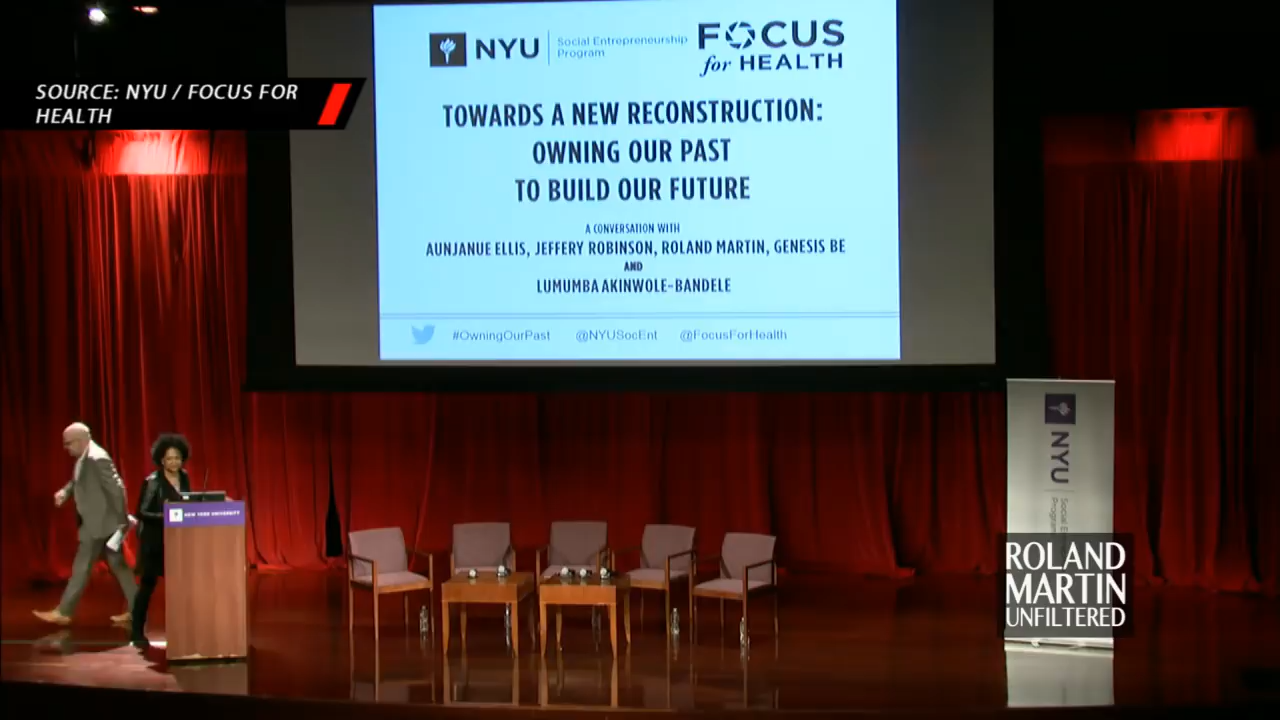 SOURCE: NYU / FOCUS FOR
HEALTH
NYU
Social Entrepreneurship
Program
FOCUS
for HEALTH
TOWARDS A NEW RECONSTRUCTION:
OWNING OUR PAST
TO BUILD OUR FUTURE
A CONVERSATION WITH
AUNJANUE ELLIS, JEFFERY ROBINSON, ROLAND MARTIN, GENESIS BE
AND
LUMUMBA AKINWOLE-BANDELE
#OwningOurPast @NYUSocEnt @FocusForHealth
NEW YORK UNIVERSITY
NYU
Social
Program
ROLAND
MARTIN
UNFILTERED